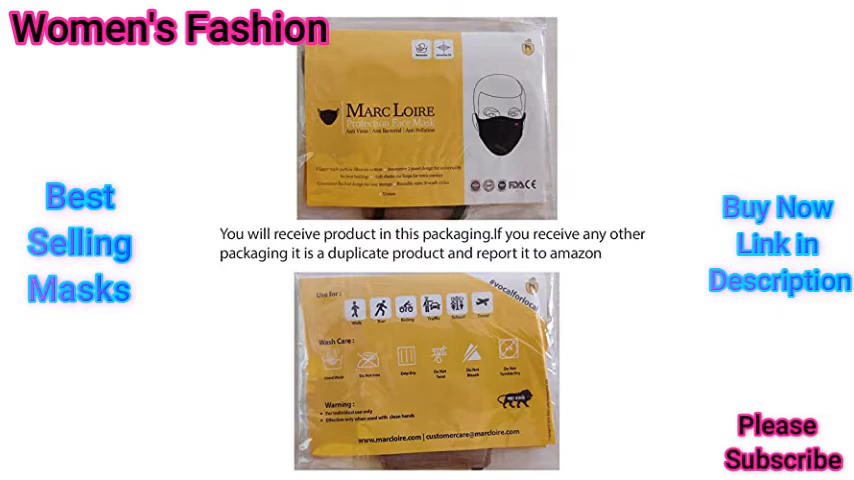 Women's Fashion
MARC LOIRE
Protection Face Mask
Anti Virus | Anti Bacterial | Anti Pollution
FDA CE
You will receive product in this packaging.If you receive any other
packaging it is a duplicate product and report it to amazon
Best
Selling
Masks
Buy Now
Link in
Description
#vocalforlocal
Use for :
Walk Run Riding Traffic School Travel
Wash Care :
Hand Wash Do Not Iron Drip Dry Do Not Twist Do Not Bleach Do Not Tumble Dry
Warning :
For individual use only
Effective only when used with clean hands
www.marcloire.com | customercare@marcloire.com
Please
Subscribe